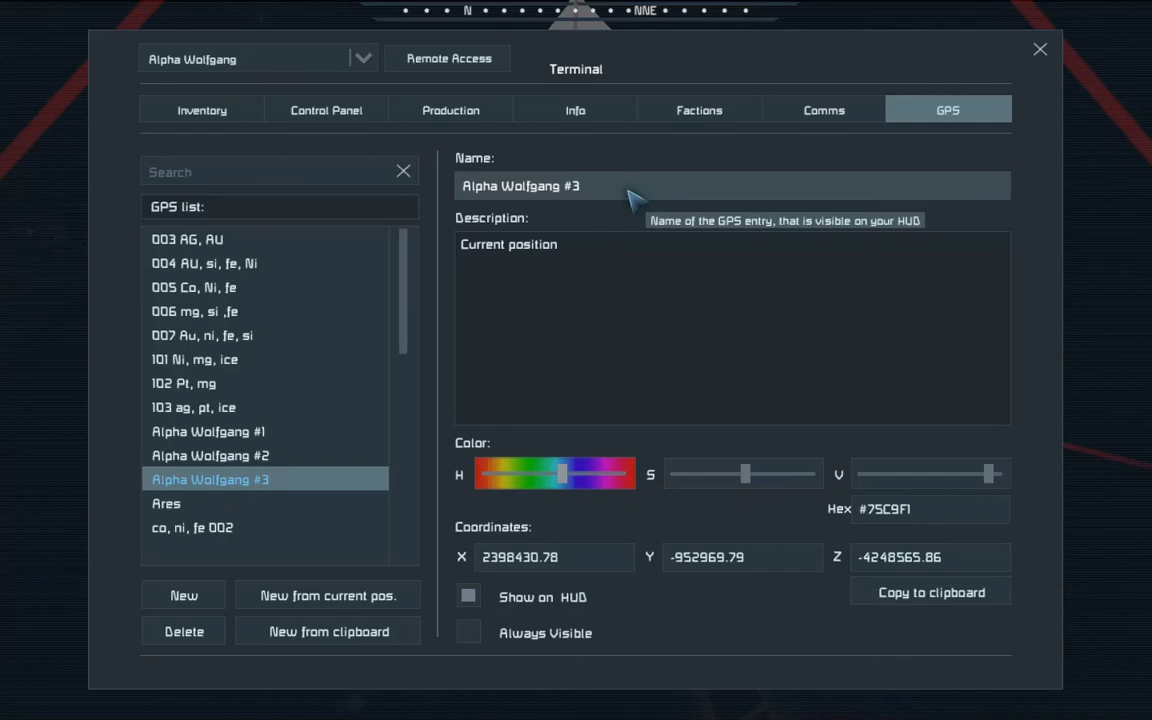 N
NNE
Alpha Wolfgang
Remote Access
Terminal
Inventory
Control Panel
Production
Info
Factions
Comms
GPS
Search
GPS list:
003 AG, AU
004 AU, si, fe, Ni
005 Co, Ni, fe
006 mg, si ,fe
007 Au, ni, fe, si
101 Ni, mg, ice
102 Pt, mg
103 ag, pt, ice
Alpha Wolfgang #1
Alpha Wolfgang #2
Alpha Wolfgang #3
Ares
co, ni, fe 002
New
New from current pos.
Delete
New from clipboard
Name:
Alpha Wolfgang #3
Name of the GPS entry, that is visible on your HUD
Description:
Current position
Color:
H
S
V
Hex #75C9F1
Coordinates:
X 2398430.78
Y -952969.79
Z -4248565.86
Show on HUD
Copy to clipboard
Always Visible